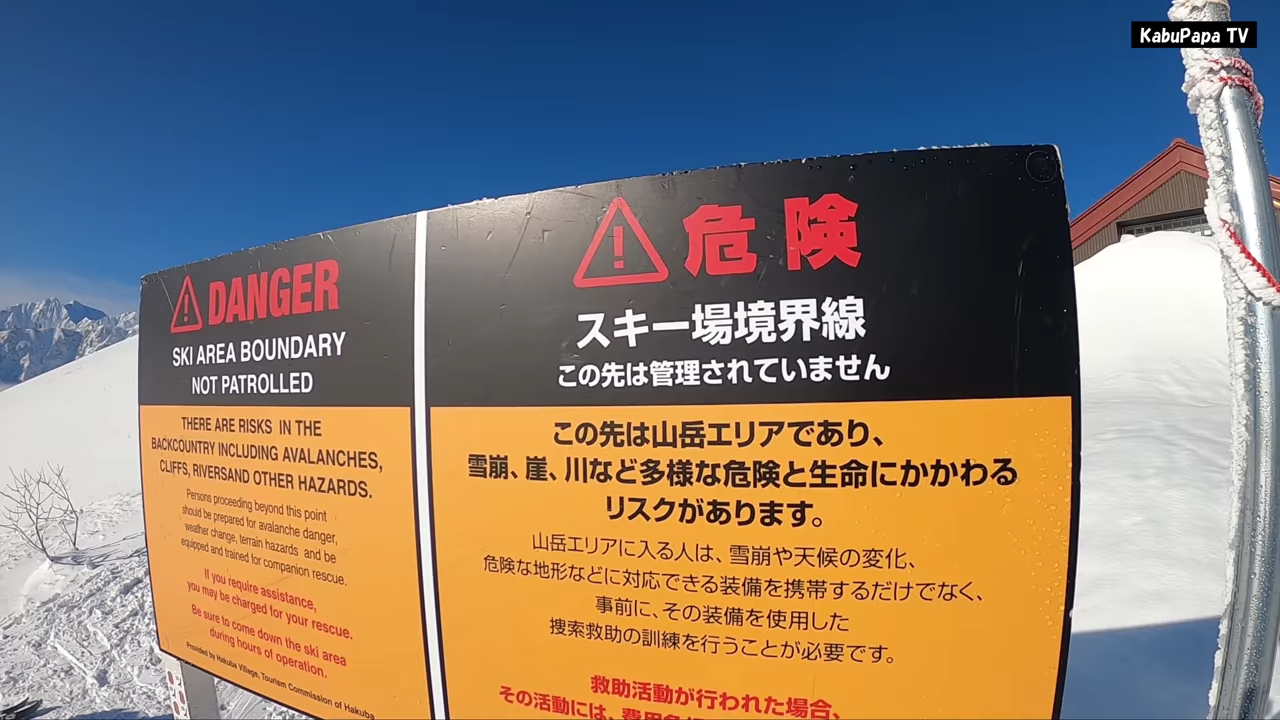 KabuPapa TV
DANGER
SKI AREA BOUNDARY
NOT PATROLLED
THERE ARE RISKS IN THE
BACKCOUNTRY INCLUDING AVALANCHES,
CLIFFS, RIVERSAND OTHER HAZARDS.
Persons proceeding beyond this point
should be prepared for avalanche danger,
weather change, terrain hazards and be
equipped and trained for companion rescue.
If you require assistance,
you may be charged for your rescue.
Be sure to come down the ski area
during hours of operation.
Provided by Hakuba Village, Tourism Commission of Hakuba
危険
スキー場境界線
この先は管理されていません
この先は山岳エリアであり、
雪崩、崖、川など多様な危険と生命にかかわる
リスクがあります。
山岳エリアに入る人は、雪崩や天候の変化、
危険な地形などに対応できる装備を携帯するだけでなく、
事前に、その装備を使用した
捜索救助の訓練を行うことが必要です。
救助活動が行われた場合、
その活動には、